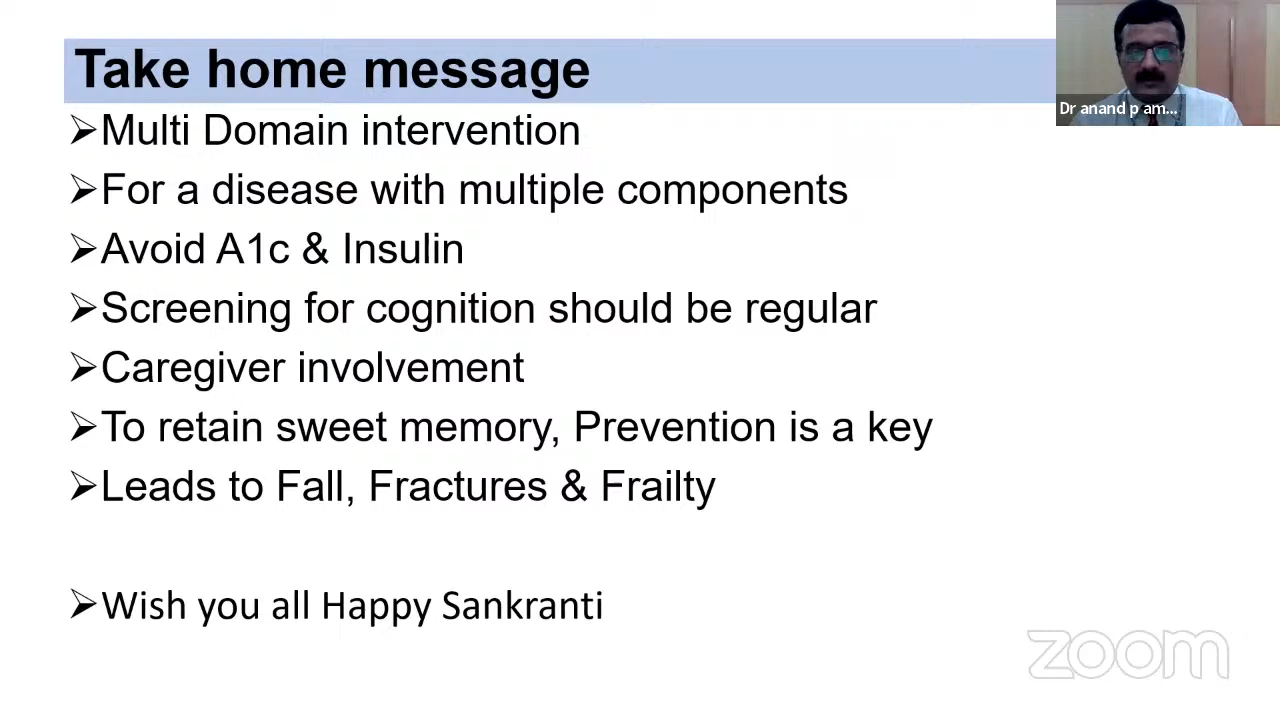 Take home message
Dr anand p am...
➢Multi Domain intervention
➢For a disease with multiple components
➢Avoid A1c & Insulin
➢Screening for cognition should be regular
➢Caregiver involvement
➢To retain sweet memory, Prevention is a key
➢Leads to Fall, Fractures & Frailty
➢Wish you all Happy Sankranti
zoom